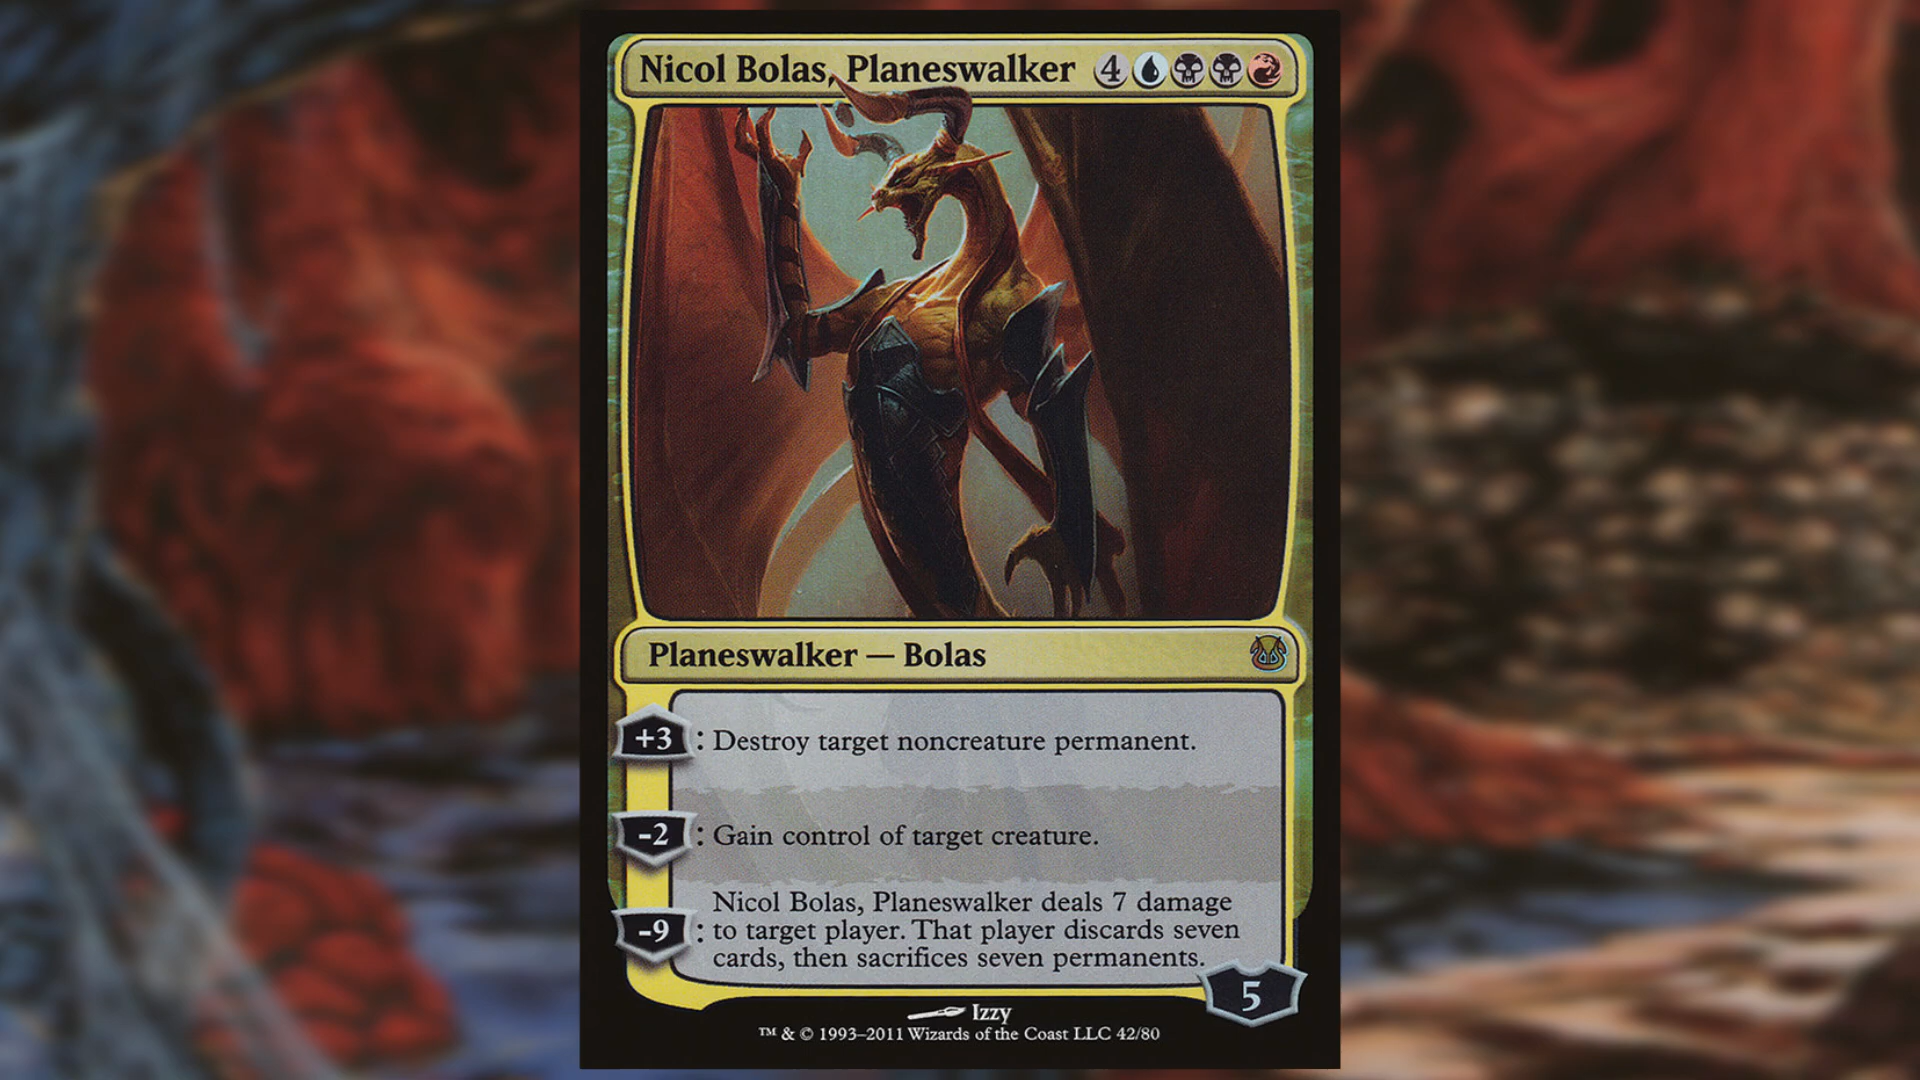 Nicol Bolas, Planeswalker 4
Planeswalker — Bolas
+3: Destroy target noncreature permanent.
-2: Gain control of target creature.
Nicol Bolas, Planeswalker deals 7 damage
-9: to target player. That player discards seven
cards, then sacrifices seven permanents.
5
Izzy
™ & © 1993–2011 Wizards of the Coast LLC 42/80